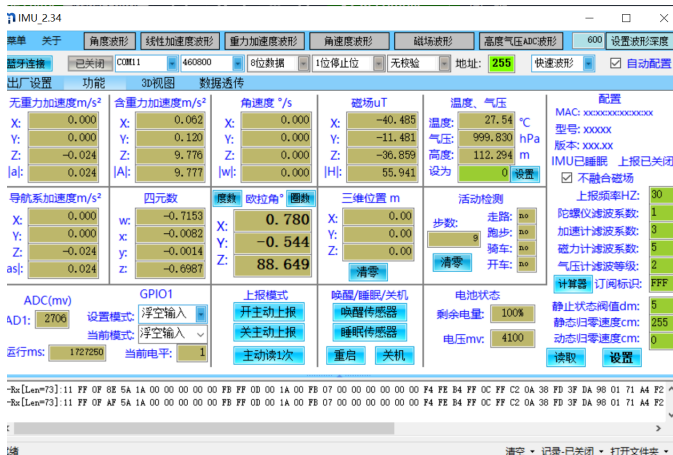 IMU_2.34
菜单 关于 角度波形 线性加速度波形 重力加速度波形 角速度波形 磁场波形 高度气压ADC波形 600 设置波形深度
蓝牙连接 已关闭 COM11 460800 8位数据 1位停止位 无校验 地址: 255 快速波形 自动配置
出厂设置 功能 3D视图 数据透传
无重力加速度m/s² 含重力加速度m/s² 角速度 °/s 磁场uT 温度、气压 配置
X: 0.000 X: 0.062 X: 0.000 X: -40.485 温度: 27.54 ℃ MAC: xx:xx:xx:xx:xx:xx
Y: 0.000 Y: 0.120 Y: 0.000 Y: -11.481 气压: 999.830 hPa 型号: xxxxx
Z: -0.024 Z: 9.776 Z: 0.000 Z: -36.859 高度: 112.294 m 版本: xxx.xx
|a|: 0.024 |A|: 9.777 |w|: 0.000 |H|: 55.941 设为 0 设置 IMU已睡眠 上报已关闭
不融合磁场
导航系加速度m/s² 四元数 度数 欧拉角° 圈数 三维位置 m 活动检测 上报频率HZ: 30
X: 0.000 w: -0.7153 X: 0.780 X: 0.00 步数: 9 走路: no 陀螺仪滤波系数: 1
Y: 0.000 x: -0.0082 Y: -0.544 Y: 0.00 跑步: no 加速计滤波系数: 3
Z: -0.024 y: -0.0014 Z: 88.649 Z: 0.00 骑车: no 磁力计滤波系数: 5
as|: 0.024 z: -0.6987 清零 清零 开车: no 气压计滤波等级: 2
计算器 订阅标识: FFF
ADC(mv) GPIO1 上报模式 唤醒/睡眠/关机 电池状态 静止状态阀值dm: 5
AD1: 2706 设置模式: 浮空输入 开主动上报 唤醒传感器 剩余电量: 100% 静态归零速度cm: 255
当前模式: 浮空输入 关主动上报 睡眠传感器 电压mv: 4100 动态归零速度cm: 0
运行ms: 1727250 当前电平: 1 主动读1次 重启 关机 读取 设置
-Rx[Len=73]:11 FF 0F 8E 5A 1A 00 00 00 00 00 FB FF 0D 00 1A 00 FB 07 00 00 00 00 00 00 F4 FE B4 FF 0C FF C2 0A 38 FD 3F DA 98 01 71 A4 F2
-Rx[Len=73]:11 FF 0F AF 5A 1A 00 00 00 00 00 FB FF 0D 00 1A 00 FB 07 00 00 00 00 00 00 F4 FE B4 FF 0C FF C2 0A 38 FD 3F DA 98 01 71 A4 F2
清空 记录-已关闭 打开文件夹